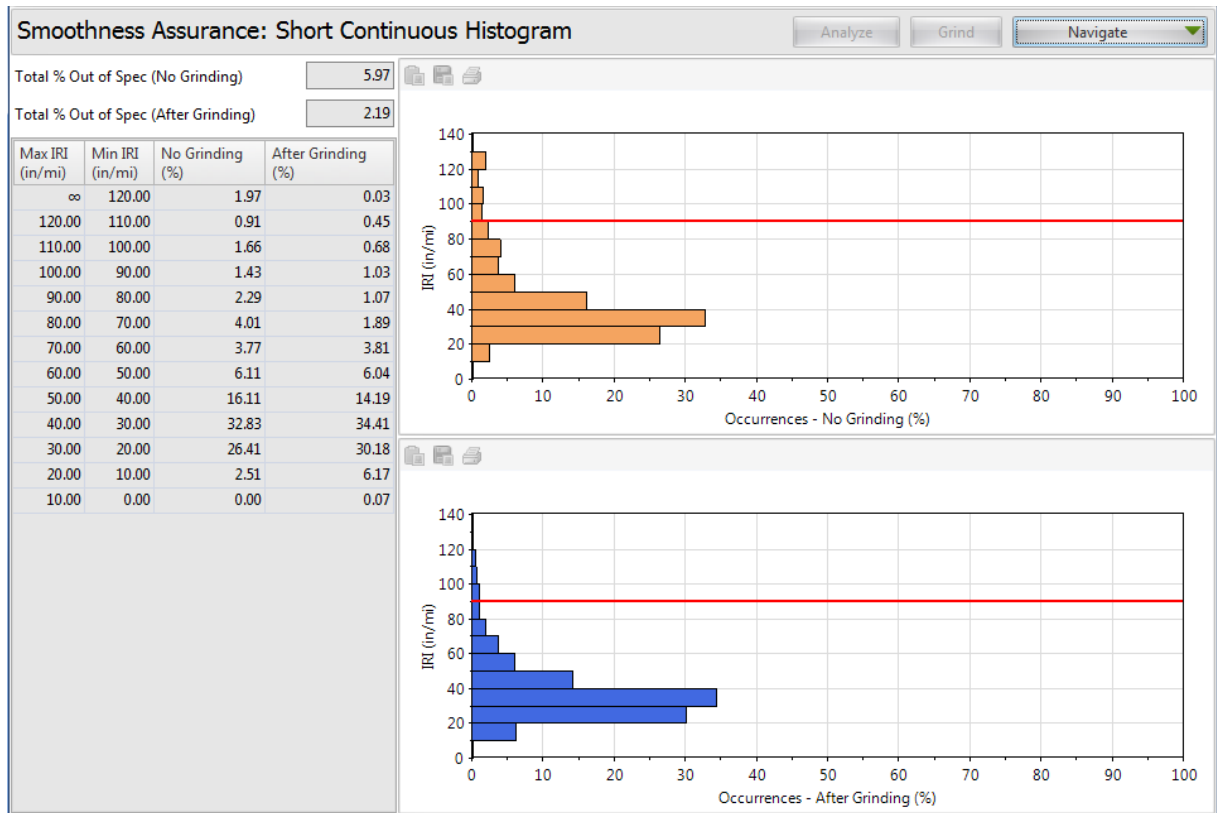 Smoothness Assurance: Short Continuous Histogram
Analyze
Grind
Navigate
Total % Out of Spec (No Grinding) 5.97
Total % Out of Spec (After Grinding) 2.19
Max IRI (in/mi) Min IRI (in/mi) No Grinding (%) After Grinding (%)
∞ 120.00 1.97 0.03
120.00 110.00 0.91 0.45
110.00 100.00 1.66 0.68
100.00 90.00 1.43 1.03
90.00 80.00 2.29 1.07
80.00 70.00 4.01 1.89
70.00 60.00 3.77 3.81
60.00 50.00 6.11 6.04
50.00 40.00 16.11 14.19
40.00 30.00 32.83 34.41
30.00 20.00 26.41 30.18
20.00 10.00 2.51 6.17
10.00 0.00 0.00 0.07
140
120
100
80
60
40
20
0
IRI (in/mi)
0 10 20 30 40 50 60 70 80 90 100
Occurrences - No Grinding (%)
140
120
100
80
60
40
20
0
IRI (in/mi)
0 10 20 30 40 50 60 70 80 90 100
Occurrences - After Grinding (%)